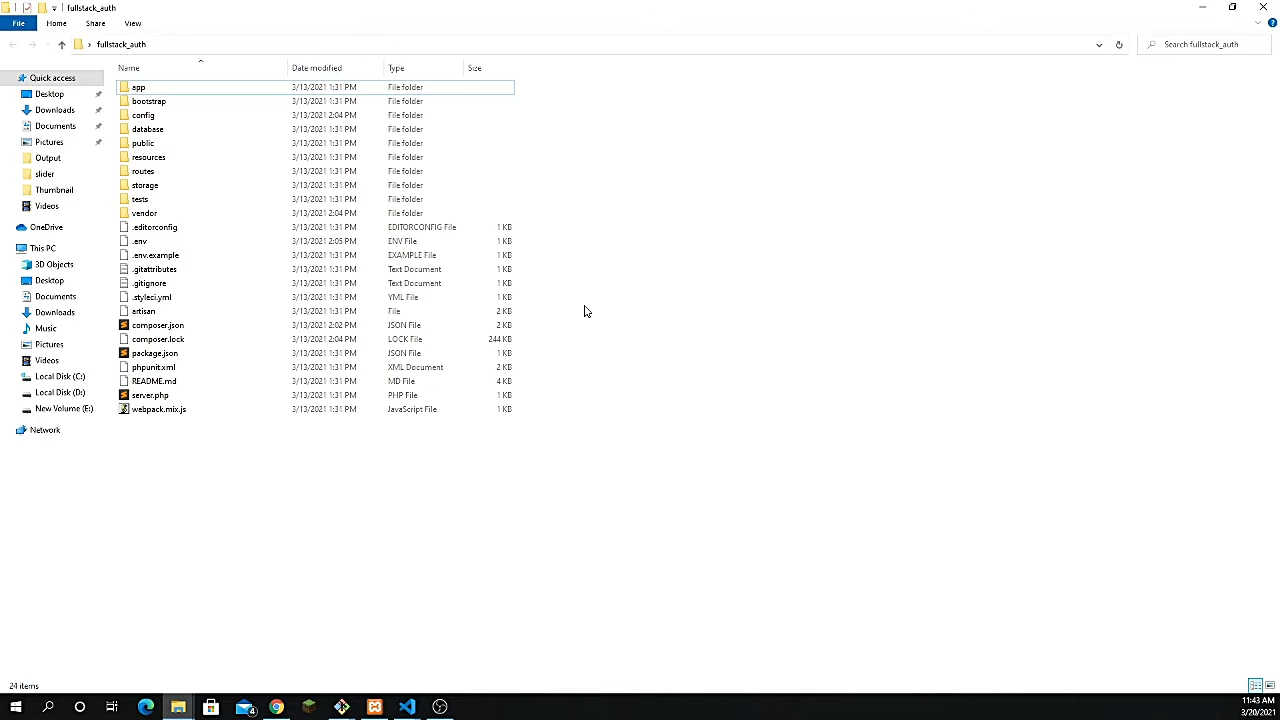 fullstack_auth
File Home Share View
fullstack_auth Search fullstack_auth
Name Date modified Type Size
Quick access
Desktop
Downloads
Documents
Pictures
Output
slider
Thumbnail
Videos
OneDrive
This PC
3D Objects
Desktop
Documents
Downloads
Music
Pictures
Videos
Local Disk (C:)
Local Disk (D:)
New Volume (E:)
Network
app 3/13/2021 1:31 PM File folder
bootstrap 3/13/2021 1:31 PM File folder
config 3/13/2021 2:04 PM File folder
database 3/13/2021 1:31 PM File folder
public 3/13/2021 1:31 PM File folder
resources 3/13/2021 1:31 PM File folder
routes 3/13/2021 1:31 PM File folder
storage 3/13/2021 1:31 PM File folder
tests 3/13/2021 1:31 PM File folder
vendor 3/13/2021 2:04 PM File folder
.editorconfig 3/13/2021 1:31 PM EDITORCONFIG File 1 KB
.env 3/13/2021 2:05 PM ENV File 1 KB
.env.example 3/13/2021 1:31 PM EXAMPLE File 1 KB
.gitattributes 3/13/2021 1:31 PM Text Document 1 KB
.gitignore 3/13/2021 1:31 PM Text Document 1 KB
.styleci.yml 3/13/2021 1:31 PM YML File 1 KB
artisan 3/13/2021 1:31 PM File 2 KB
composer.json 3/13/2021 2:02 PM JSON File 2 KB
composer.lock 3/13/2021 2:04 PM LOCK File 244 KB
package.json 3/13/2021 1:31 PM JSON File 1 KB
phpunit.xml 3/13/2021 1:31 PM XML Document 2 KB
README.md 3/13/2021 1:31 PM MD File 4 KB
server.php 3/13/2021 1:31 PM PHP File 1 KB
webpack.mix.js 3/13/2021 1:31 PM JavaScript File 1 KB
24 items
4
11:43 AM
3/20/2021